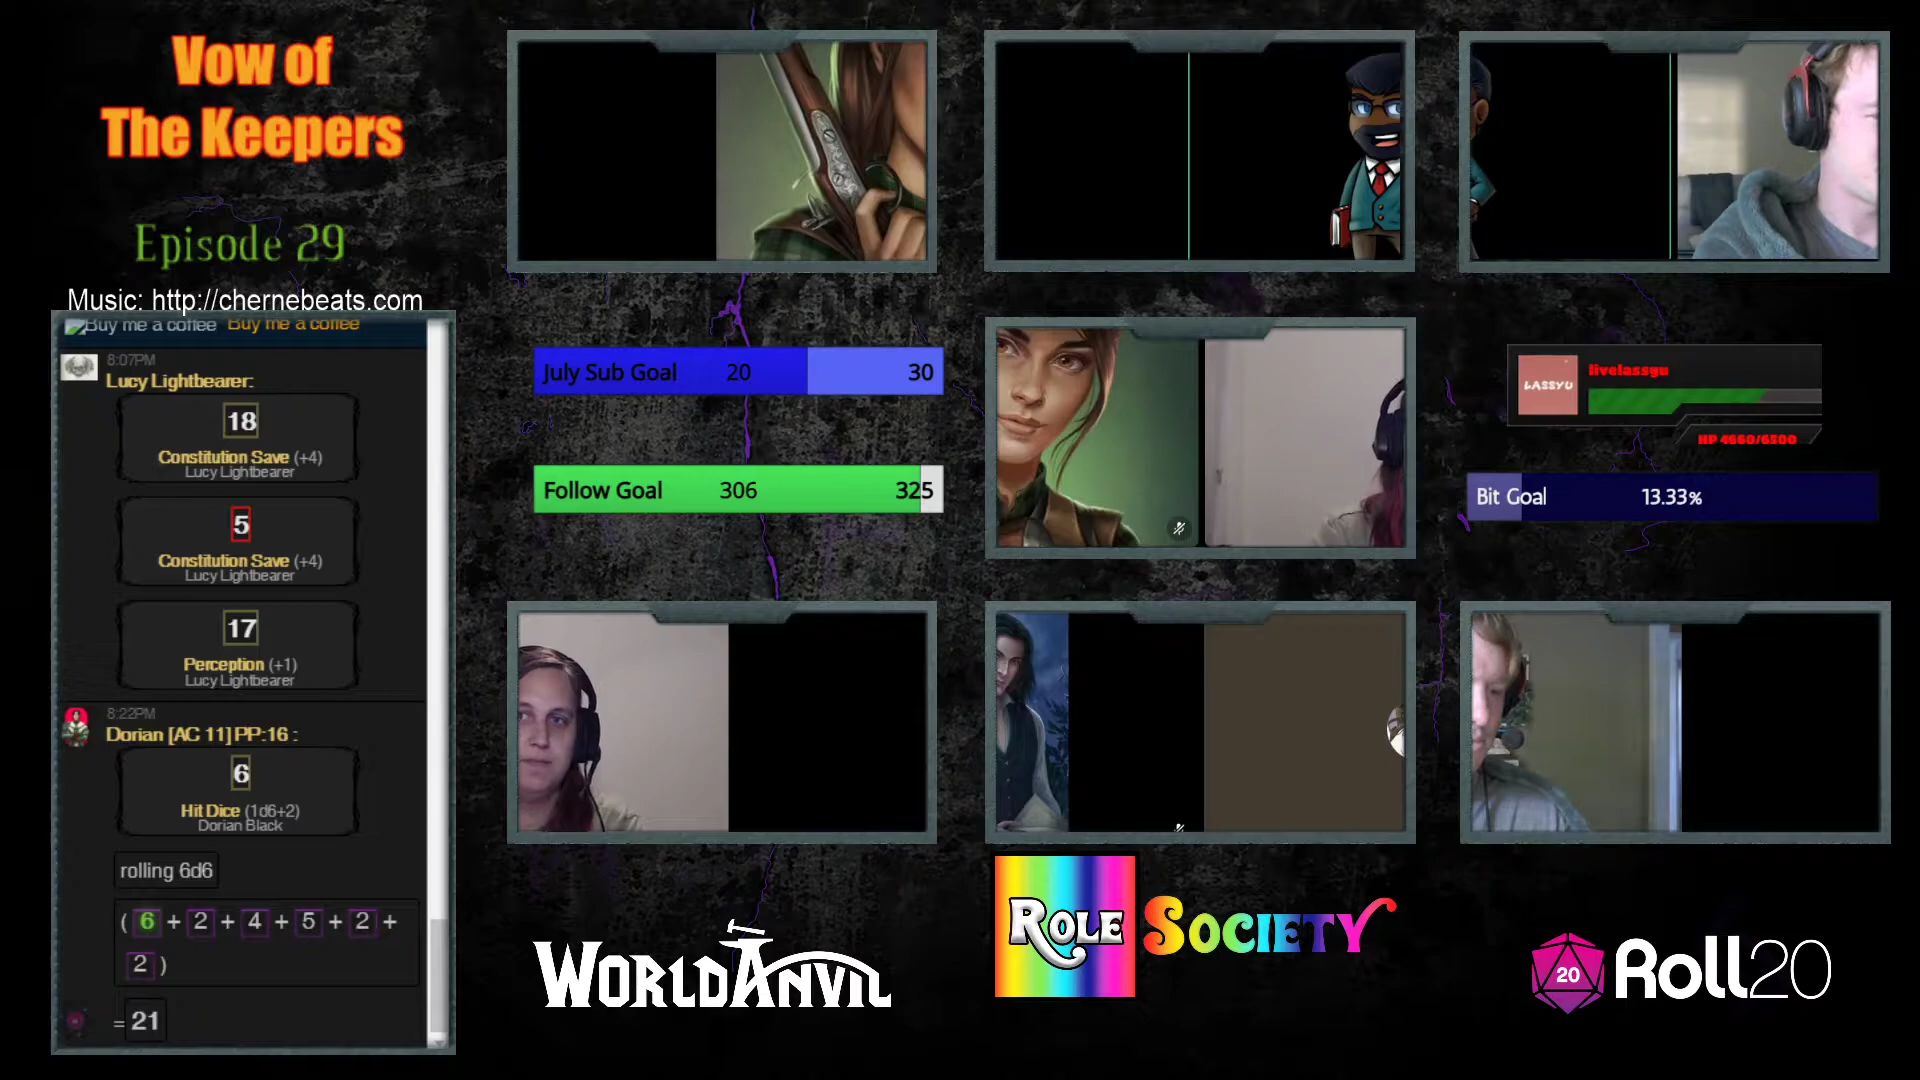 Vow of
The Keepers
Episode 29
Music: http://chernebeats.com
Buy me a coffee Buy me a coffee
8:07PM
Lucy Lightbearer:
18
Constitution Save (+4)
Lucy Lightbearer
5
Constitution Save (+4)
Lucy Lightbearer
17
Perception (+1)
Lucy Lightbearer
8:22PM
Dorian [AC 11] PP:16 :
6
Hit Dice (1d6+2)
Dorian Black
rolling 6d6
( 6 + 2 + 4 + 5 + 2 +
2 )
= 21
July Sub Goal 20 30
Follow Goal 306 325
LASSYU
livelassyu
HP 4660/6500
Bit Goal 13.33%
WORLDANVIL
ROLE SOCIETY
20 Roll20